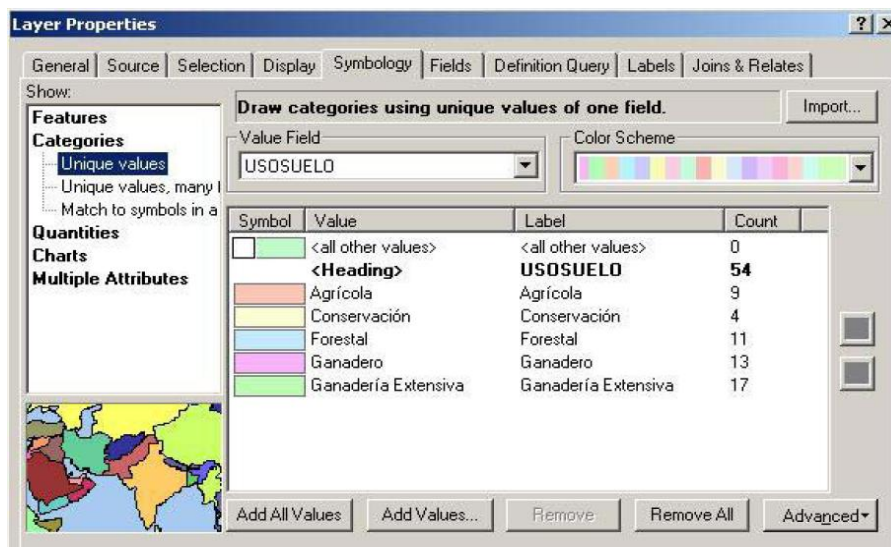 Layer Properties
General Source Selection Display Symbology Fields Definition Query Labels Joins & Relates
Show:
Features
Categories
Unique values
Unique values, many
Match to symbols in a
Quantities
Charts
Multiple Attributes
Draw categories using unique values of one field.
Import...
Value Field
USOSUELO
Color Scheme
Symbol Value Label Count
<all other values> <all other values> 0
<Heading> USOSUELO 54
Agrícola Agrícola 9
Conservación Conservación 4
Forestal Forestal 11
Ganadero Ganadero 13
Ganadería Extensiva Ganadería Extensiva 17
Add All Values Add Values... Remove Remove All Advanced